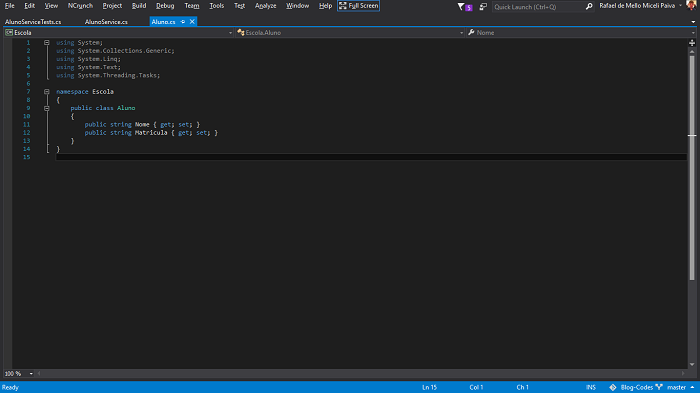 File Edit View NCrunch Project Build Debug Team Tools Test Analyze Window Help Full Screen 5 Quick Launch (Ctrl+Q) Rafael de Mello Miceli Paiva
AlunoServiceTests.cs AlunoService.cs Aluno.cs
Escola Escola.Aluno Nome
1 using System;
2 using System.Collections.Generic;
3 using System.Linq;
4 using System.Text;
5 using System.Threading.Tasks;
6
7 namespace Escola
8 {
9 public class Aluno
10 {
11 public string Nome { get; set; }
12 public string Matricula { get; set; }
13 }
14 }
15
100 %
Ready Ln 15 Col 1 Ch 1 INS Blog-Codes master